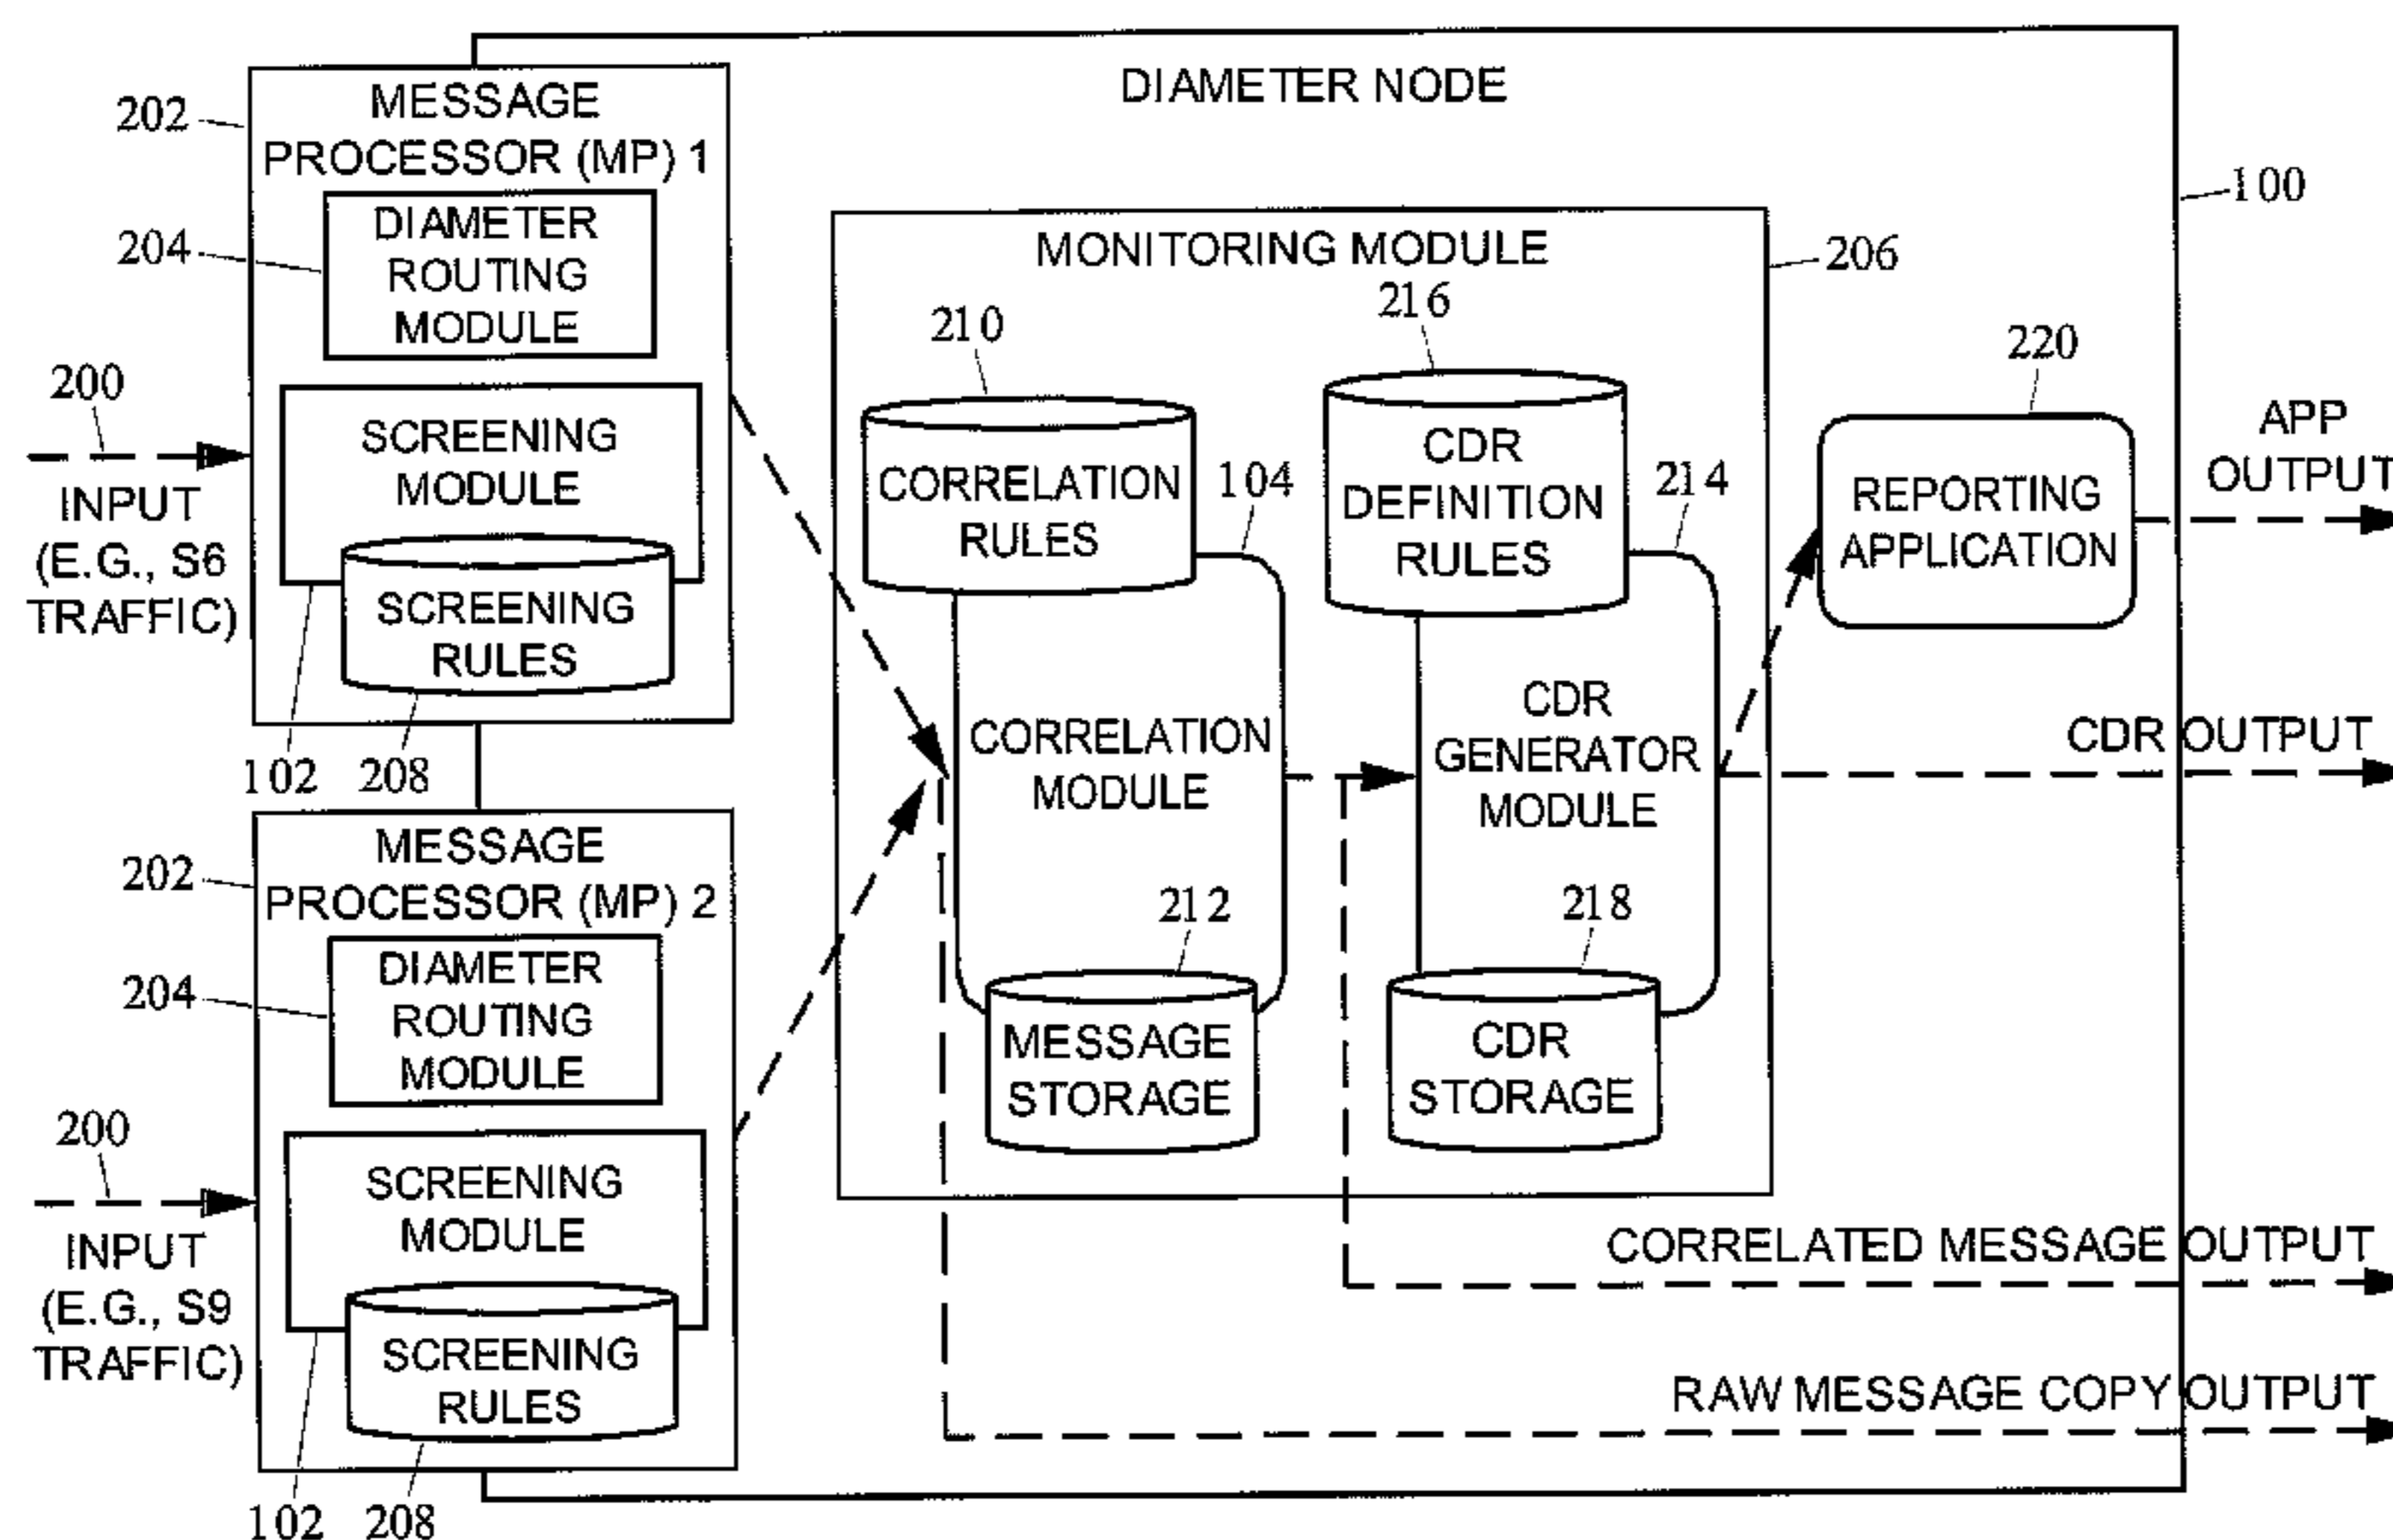 DIAMETER NODE
100
202
MESSAGE
PROCESSOR (MP) 1
204
DIAMETER
ROUTING
MODULE
200
INPUT
(E.G., S6
TRAFFIC)
SCREENING
MODULE
SCREENING
RULES
102
208
202
MESSAGE
PROCESSOR (MP) 2
204
DIAMETER
ROUTING
MODULE
200
INPUT
(E.G., S9
TRAFFIC)
SCREENING
MODULE
SCREENING
RULES
102
208
MONITORING MODULE
206
210
CORRELATION
RULES
104
CORRELATION
MODULE
212
MESSAGE
STORAGE
216
CDR
DEFINITION
RULES
214
CDR
GENERATOR
MODULE
218
CDR
STORAGE
220
REPORTING
APPLICATION
APP
OUTPUT
CDR OUTPUT
CORRELATED MESSAGE OUTPUT
RAW MESSAGE COPY OUTPUT